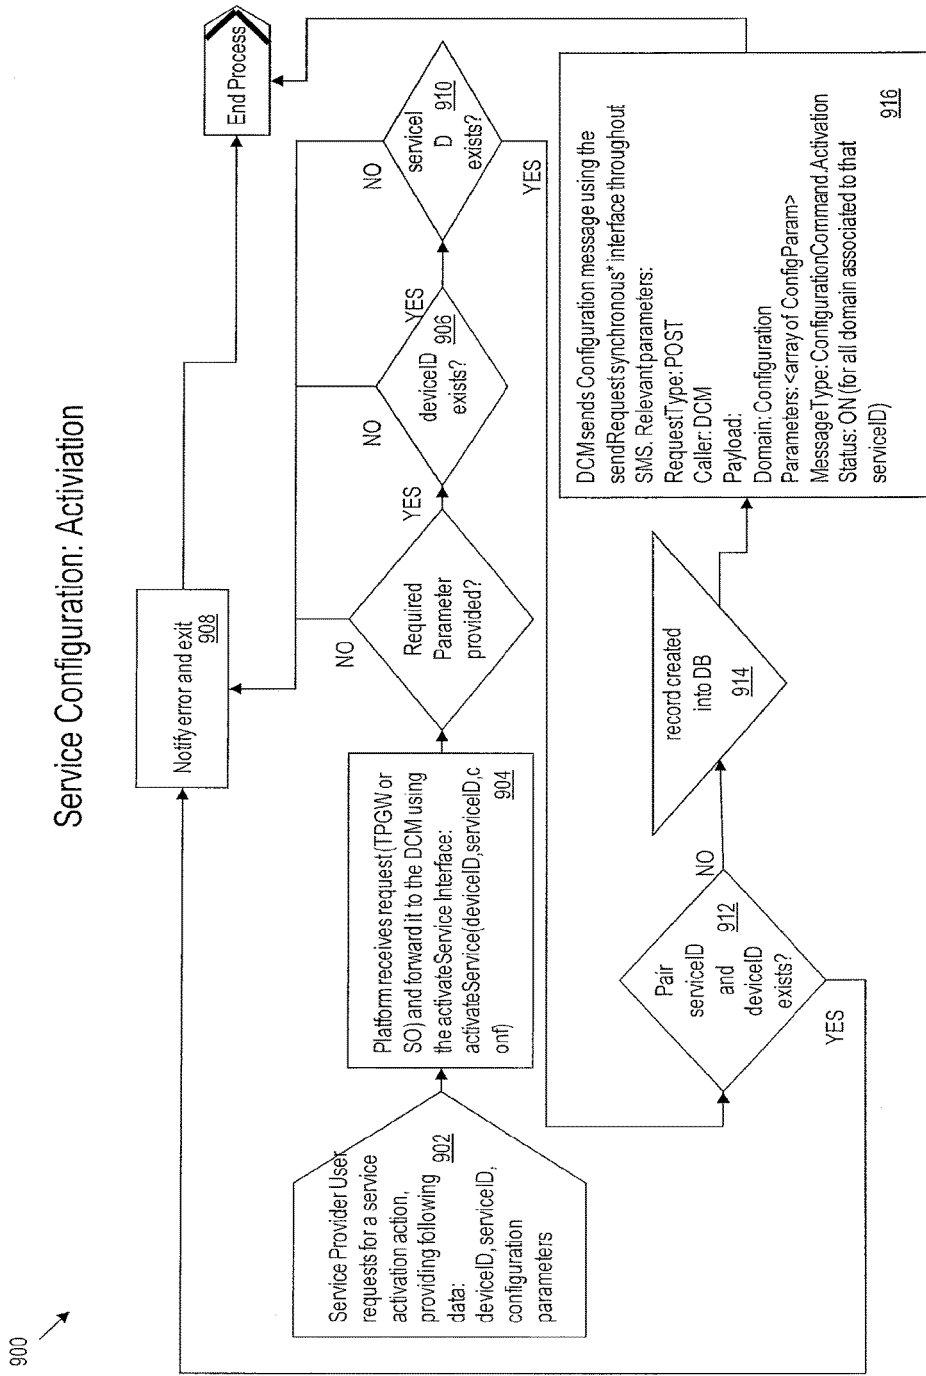 900
Service Configuration: Activiation
Service Provider User
requests for a service
activation action,
providing following
data:
deviceID, serviceID,
configuration
parameters
902
Platform receives request (TPGW or
SO) and forward it to the DCM using
the activateService Interface:
activateService(deviceID,serviceID,c
onf)
904
Required
Parameter
provided?
NO
YES
deviceID
exists?
906
NO
YES
serviceI
D
exists?
910
NO
YES
Notify error and exit
908
End Process
Pair
serviceID
and
deviceID
exists?
912
NO
YES
record created
into DB
914
DCM sends Configuration message using the
sendRequestsynchronous* interface throughout
SMS. Relevant parameters:
RequestType: POST
Caller: DCM
Payload:
Domain: Configuration
Parameters: <array of ConfigParam>
MessageType: ConfigurationCommand.Activation
Status: ON (for all domain associated to that
serviceID)
916